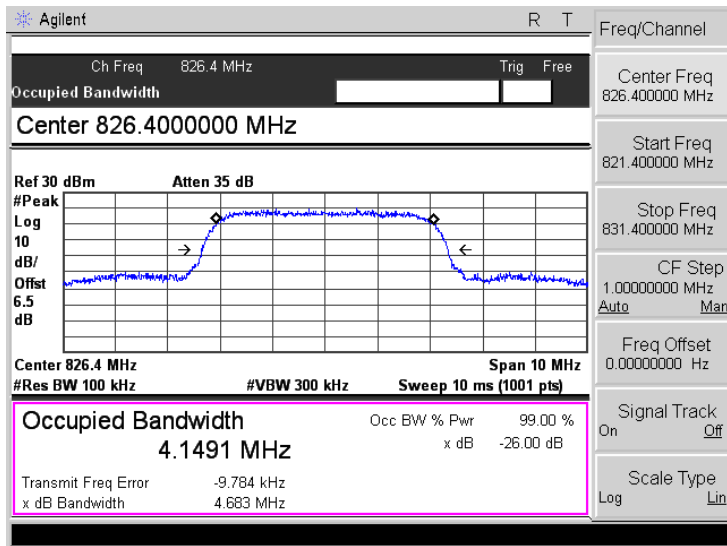 Agilent
R T
Freq/Channel
Ch Freq 826.4 MHz Trig Free
Occupied Bandwidth
Center 826.4000000 MHz
Ref 30 dBm Atten 35 dB
#Peak
Log
10
dB/
Offst
6.5
dB
Center 826.4 MHz Span 10 MHz
#Res BW 100 kHz #VBW 300 kHz Sweep 10 ms (1001 pts)
Occupied Bandwidth
4.1491 MHz
Occ BW % Pwr 99.00 %
x dB -26.00 dB
Transmit Freq Error -9.784 kHz
x dB Bandwidth 4.683 MHz
Center Freq
826.400000 MHz
Start Freq
821.400000 MHz
Stop Freq
831.400000 MHz
CF Step
1.00000000 MHz
Auto Man
Freq Offset
0.00000000 Hz
Signal Track
On Off
Scale Type
Log Lin